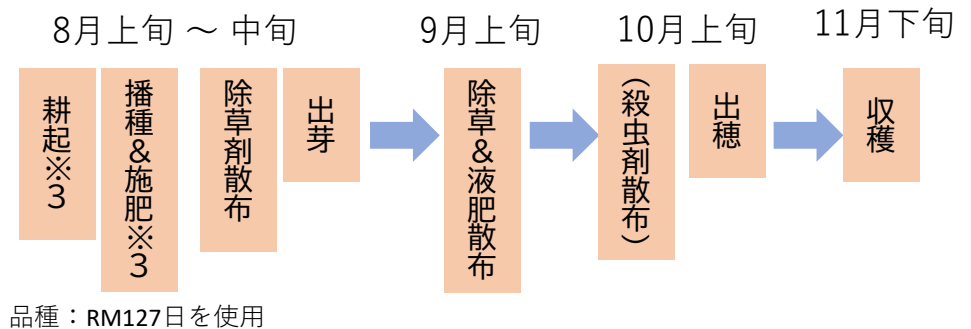 8月上旬 ～ 中旬
9月上旬
10月上旬
11月下旬
耕起※３
播種＆施肥※３
除草剤散布
出芽
除草＆液肥散布
（殺虫剤散布）
出穂
収穫
品種：RM127日を使用